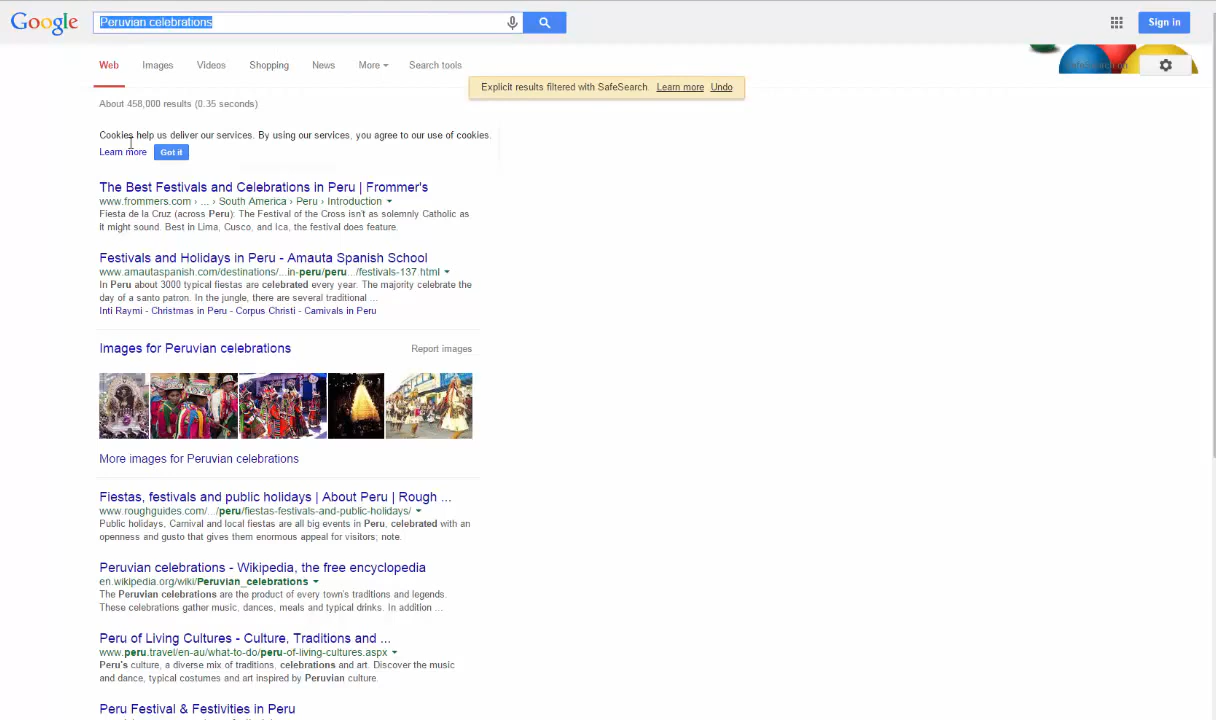 Google Peruvian celebrations Sign in
Web Images Videos Shopping News More Search tools SafeSearch on
Explicit results filtered with SafeSearch. Learn more Undo
About 458,000 results (0.35 seconds)
Cookies help us deliver our services. By using our services, you agree to our use of cookies.
Learn more Got it
The Best Festivals and Celebrations in Peru | Frommer's
www.frommers.com › ... › South America › Peru › Introduction
Fiesta de la Cruz (across Peru): The Festival of the Cross isn't as solemnly Catholic as
it might sound. Best in Lima, Cusco, and Ica, the festival does feature.
Festivals and Holidays in Peru - Amauta Spanish School
www.amautaspanish.com/destinations/...in-peru/peru.../festivals-137.html
In Peru about 3000 typical fiestas are celebrated every year. The majority celebrate the
day of a santo patron. In the jungle, there are several traditional ...
Inti Raymi - Christmas in Peru - Corpus Christi - Carnivals in Peru
Images for Peruvian celebrations Report images
More images for Peruvian celebrations
Fiestas, festivals and public holidays | About Peru | Rough ...
www.roughguides.com/.../peru/fiestas-festivals-and-public-holidays/
Public holidays, Carnival and local fiestas are all big events in Peru, celebrated with an
openness and gusto that gives them enormous appeal for visitors; note.
Peruvian celebrations - Wikipedia, the free encyclopedia
en.wikipedia.org/wiki/Peruvian_celebrations
The Peruvian celebrations are the product of every town's traditions and legends.
These celebrations gather music, dances, meals and typical drinks. In addition ...
Peru of Living Cultures - Culture, Traditions and ...
www.peru.travel/en-au/what-to-do/peru-of-living-cultures.aspx
Peru's culture, a diverse mix of traditions, celebrations and art. Discover the music
and dance, typical costumes and art inspired by Peruvian culture.
Peru Festival & Festivities in Peru